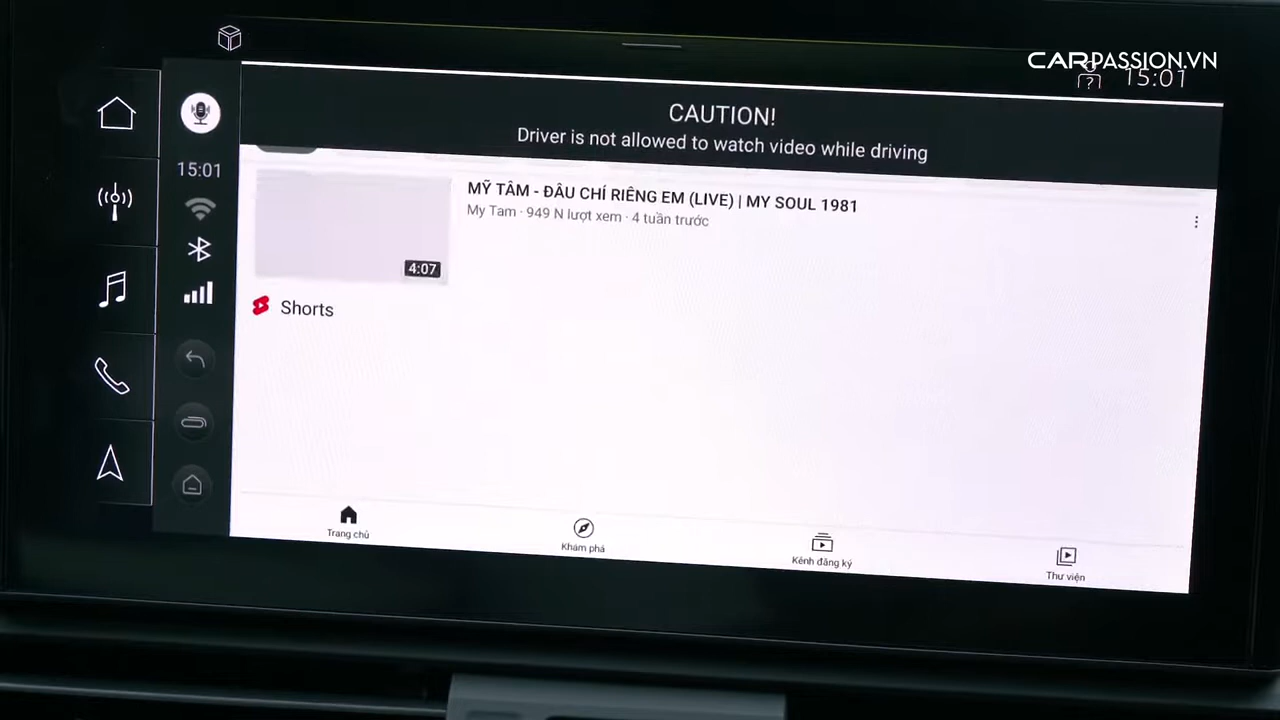 CARPASSION.VN
15:01
15:01
CAUTION!
Driver is not allowed to watch video while driving
MỸ TÂM - ĐÂU CHÍ RIÊNG EM (LIVE) | MY SOUL 1981
My Tam · 949 N lượt xem · 4 tuần trước
4:07
Shorts
Trang chủ
Khám phá
Kênh đăng ký
Thư viện